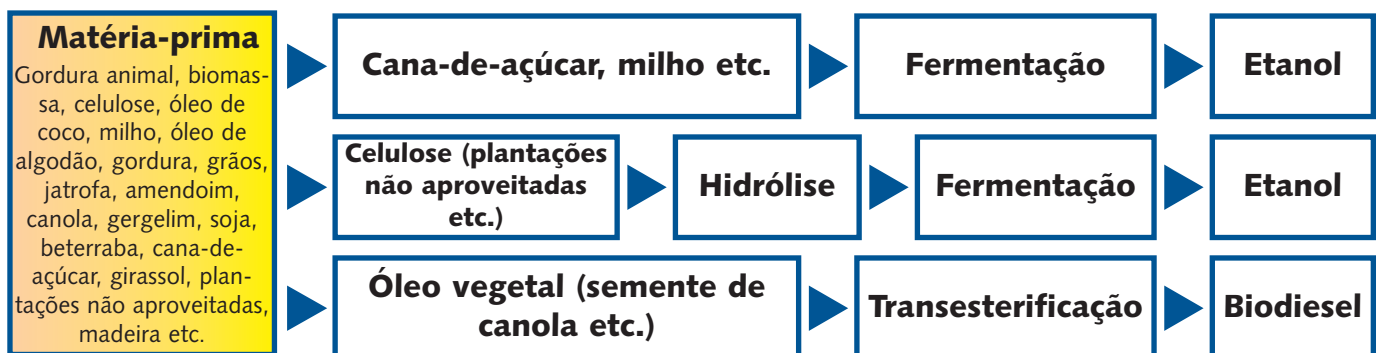 Matéria-prima
Gordura animal, biomas-
sa, celulose, óleo de
coco, milho, óleo de
algodão, gordura, grãos,
jatrofa, amendoim,
canola, gergelim, soja,
beterraba, cana-de-
açúcar, girassol, plan-
tações não aproveitadas,
madeira etc.
Cana-de-açúcar, milho etc.
Fermentação
Etanol
Celulose (plantações
não aproveitadas
etc.)
Hidrólise
Fermentação
Etanol
Óleo vegetal (semente de
canola etc.)
Transesterificação
Biodiesel